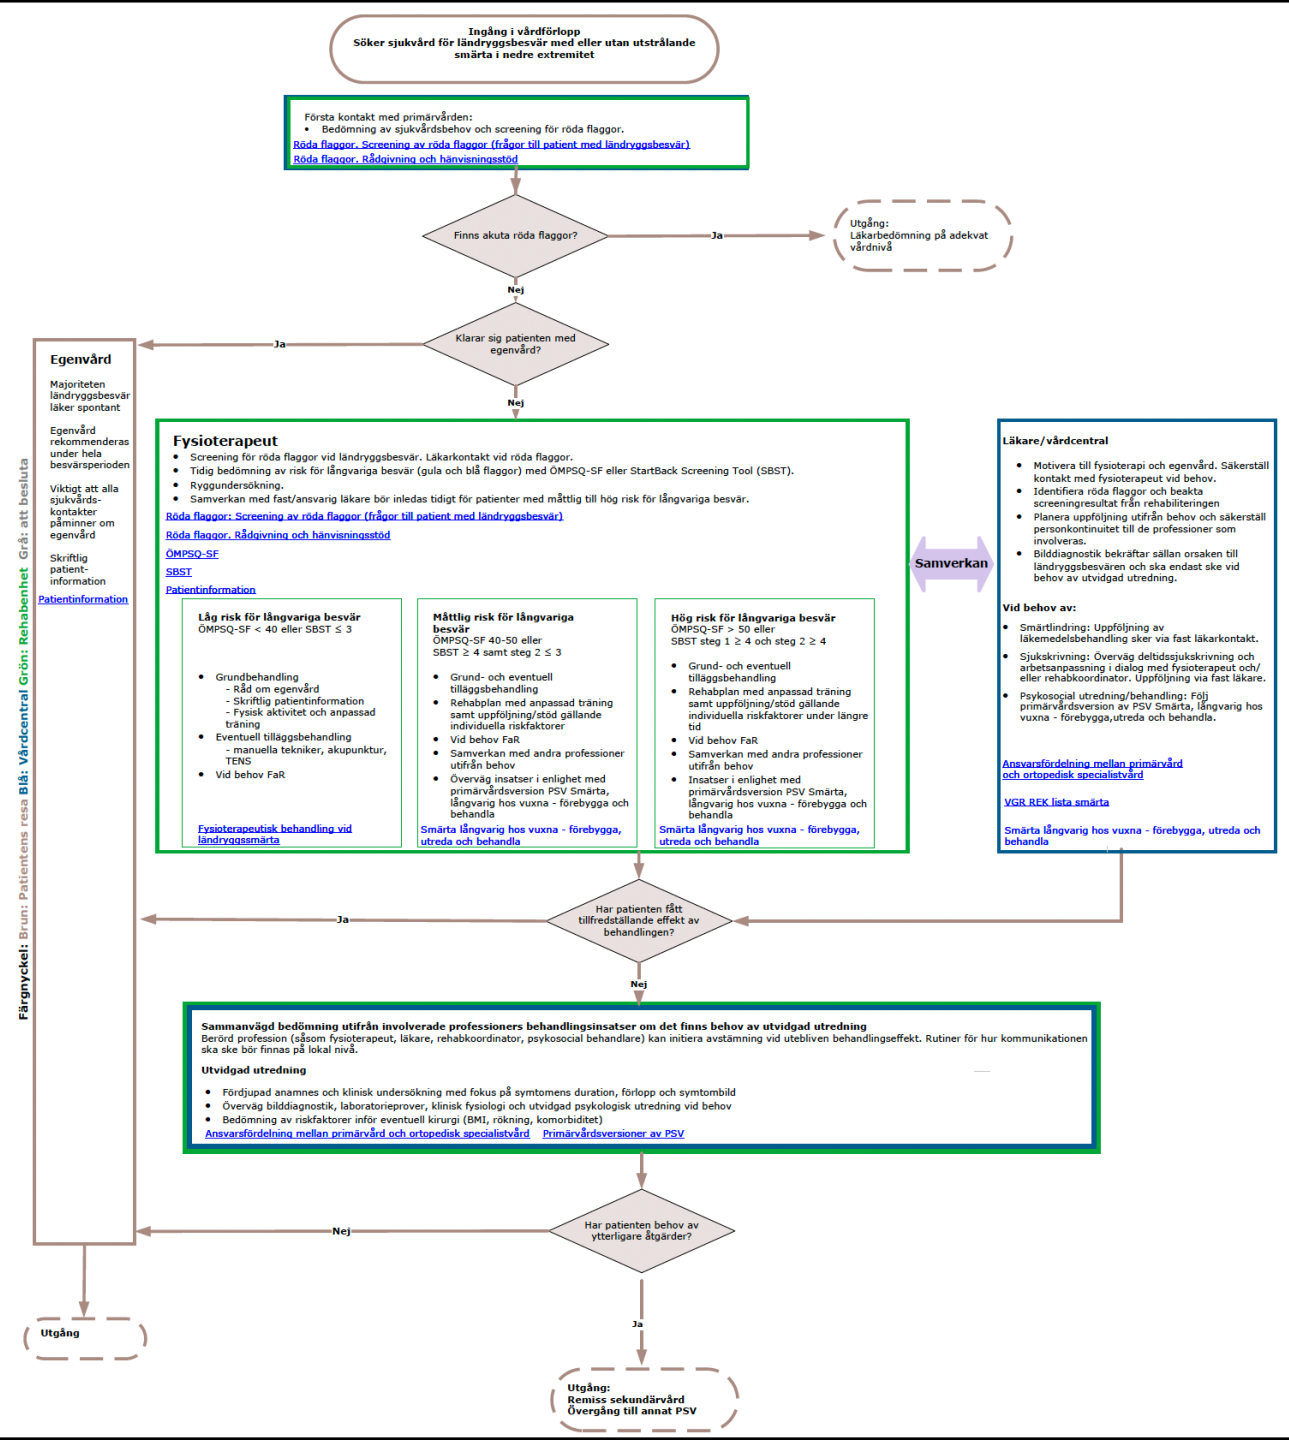 Ingång i vårdförlopp
Söker sjukvård för ländryggsbesvär med eller utan utstrålande
smärta i nedre extremitet
Första kontakt med primärvården:
• Bedömning av sjukvårdsbehov och screening för röda flaggor.
Röda flaggor. Screening av röda flaggor (frågor till patient med ländryggsbesvär)
Röda flaggor. Rådgivning och hänvisningsstöd
Finns akuta röda flaggor?
Ja
Utgång:
Läkarbedömning på adekvat
vårdnivå
Nej
Klarar sig patienten med
egenvård?
Ja
Nej
Egenvård
Majoriteten
ländryggsbesvär
läker spontant
Egenvård
rekommenderas
under hela
besvärsperioden
Viktigt att alla
sjukvårds-
kontakter
påminner om
egenvård
Skriftlig
patient-
information
Patientinformation
Färgnyckel: Brun: Patientens resa Blå: Vårdcentral Grön: Rehabenhet Grå: att besluta
Fysioterapeut
• Screening för röda flaggor vid ländryggsbesvär. Läkarkontakt vid röda flaggor.
• Tidig bedömning av risk för långvariga besvär (gula och blå flaggor) med ÖMPSQ-SF eller StartBack Screening Tool (SBST).
• Ryggundersökning.
• Samverkan med fast/ansvarig läkare bör inledas tidigt för patienter med måttlig till hög risk för långvariga besvär.
Röda flaggor: Screening av röda flaggor (frågor till patient med ländryggsbesvär)
Röda flaggor. Rådgivning och hänvisningsstöd
ÖMPSQ-SF
SBST
Patientinformation
Låg risk för långvariga besvär
ÖMPSQ-SF < 40 eller SBST ≤ 3
• Grundbehandling
- Råd om egenvård
- Skriftlig patientinformation
- Fysisk aktivitet och anpassad
träning
• Eventuell tilläggsbehandling
- manuella tekniker, akupunktur,
TENS
• Vid behov FaR
Fysioterapeutisk behandling vid
ländryggssmärta
Måttlig risk för långvariga
besvär
ÖMPSQ-SF 40-50 eller
SBST ≥ 4 samt steg 2 ≤ 3
• Grund- och eventuell
tilläggsbehandling
• Rehabplan med anpassad träning
samt uppföljning/stöd gällande
individuella riskfaktorer
• Vid behov FaR
• Samverkan med andra professioner
utifrån behov
• Överväg insatser i enlighet med
primärvårdsversion PSV Smärta,
långvarig hos vuxna - förebygga och
behandla
Smärta långvarig hos vuxna - förebygga,
utreda och behandla
Hög risk för långvariga besvär
ÖMPSQ-SF > 50 eller
SBST steg 1 ≥ 4 och steg 2 ≥ 4
• Grund- och eventuell
tilläggsbehandling
• Rehabplan med anpassad träning
samt uppföljning/stöd gällande
individuella riskfaktorer under längre
tid
• Vid behov FaR
• Samverkan med andra professioner
utifrån behov
• Insatser i enlighet med
primärvårdsversion PSV Smärta,
långvarig hos vuxna - förebygga och
behandla
Smärta långvarig hos vuxna - förebygga,
utreda och behandla
Samverkan
Läkare/vårdcentral
• Motivera till fysioterapi och egenvård. Säkerställ
kontakt med fysioterapeut vid behov.
• Identifiera röda flaggor och beakta
screeningresultat från rehabiliteringen
• Planera uppföljning utifrån behov och säkerställ
personkontinuitet till de professioner som
involveras.
• Bilddiagnostik bekräftar sällan orsaken till
ländryggsbesvären och ska endast ske vid
behov av utvidgad utredning.
Vid behov av:
• Smärtlindring: Uppföljning av
läkemedelsbehandling sker via fast läkarkontakt.
• Sjukskrivning: Överväg deltidssjukskrivning och
arbetsanpassning i dialog med fysioterapeut och/
eller rehabkoordinator. Uppföljning via fast läkare.
• Psykosocial utredning/behandling: Följ
primärvårdsversion av PSV Smärta, långvarig hos
vuxna - förebygga,utreda och behandla.
Ansvarsfördelning mellan primärvård
och ortopedisk specialistvård
VGR REK lista smärta
Smärta långvarig hos vuxna - förebygga, utreda och
behandla
Har patienten fått
tillfredställande effekt av
behandlingen?
Ja
Nej
Sammanvägd bedömning utifrån involverade professioners behandlingsinsatser om det finns behov av utvidgad utredning
Berörd profession (såsom fysioterapeut, läkare, rehabkoordinator, psykosocial behandlare) kan initiera avstämning vid utebliven behandlingseffekt. Rutiner för hur kommunikationen
ska ske bör finnas på lokal nivå.
Utvidgad utredning
• Fördjupad anamnes och klinisk undersökning med fokus på symtomens duration, förlopp och symtombild
• Överväg bilddiagnostik, laboratorieprover, klinisk fysiologi och utvidgad psykologisk utredning vid behov
• Bedömning av riskfaktorer inför eventuell kirurgi (BMI, rökning, komorbiditet)
Ansvarsfördelning mellan primärvård och ortopedisk specialistvård Primärvårdsversioner av PSV
Har patienten behov av
ytterligare åtgärder?
Nej
Ja
Utgång
Utgång:
Remiss sekundärvård
Övergång till annat PSV